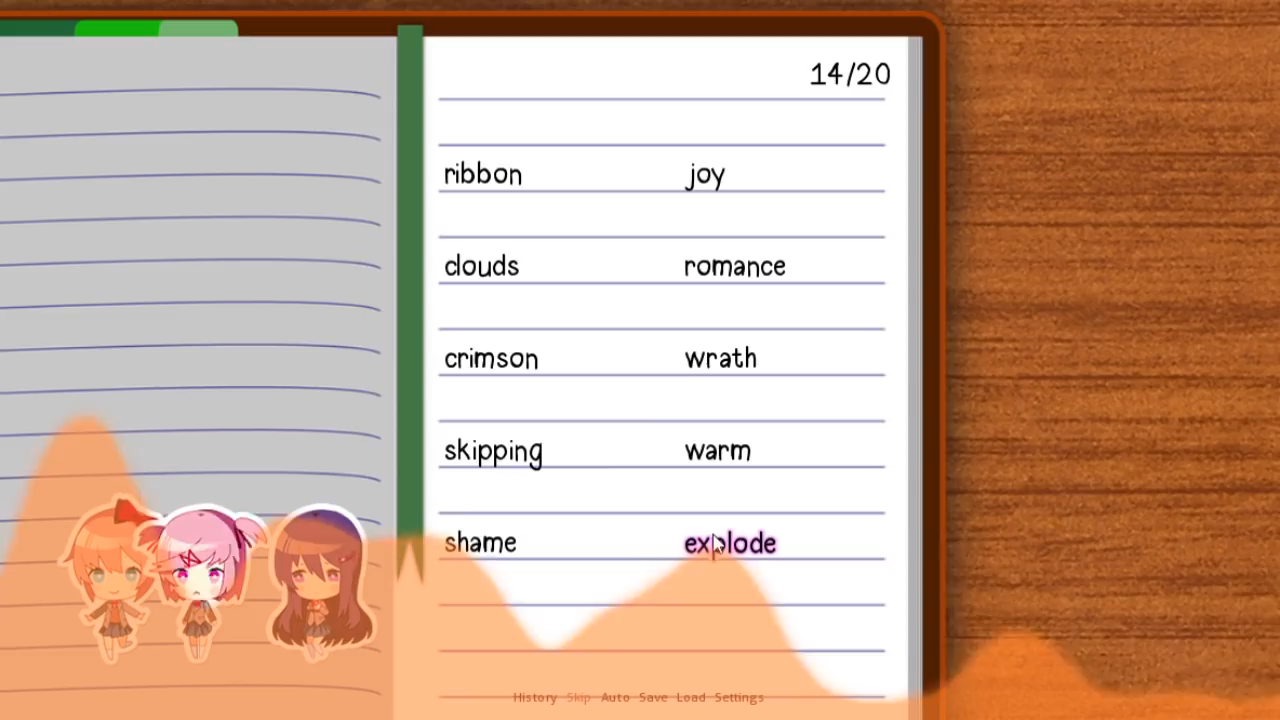 14/20
ribbon joy
clouds romance
crimson wrath
skipping warm
shame explode
History Skip Auto Save Load Settings